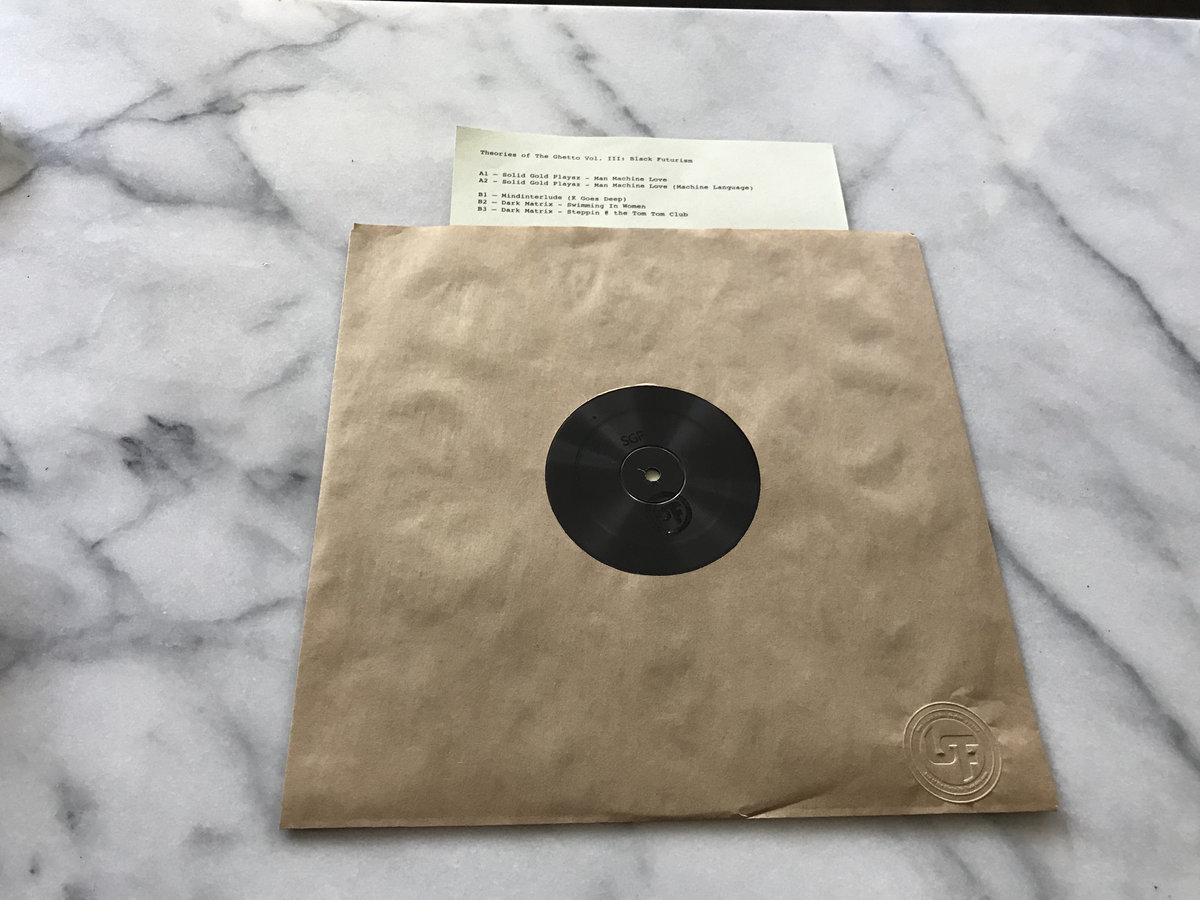 Theories of The Ghetto Vol. III: Black Futurism
A1 – Solid Gold Playaz - Man Machine Love
A2 – Solid Gold Playaz - Man Machine Love (Machine Language)
B1 – Mindinterlude (K Goes Deep)
B2 – Dark Matrix - Swimming In Women
B3 – Dark Matrix - Steppin @ the Tom Tom Club
SGP